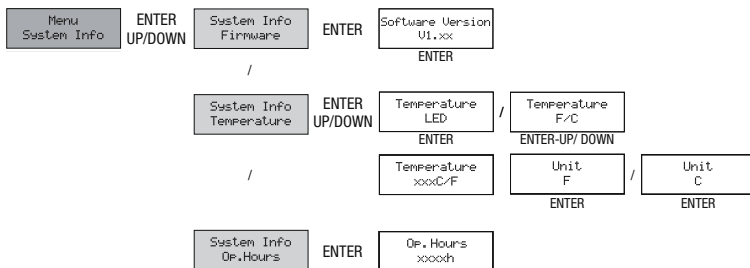 Menu
System Info
ENTER
UP/DOWN
System Info
Firmware
ENTER
Software Version
V1.xx
ENTER
/
System Info
Temperature
ENTER
UP/DOWN
Temperature
LED
ENTER
/
Temperature
F/C
ENTER-UP/ DOWN
/
Temperature
xxxC/F
Unit
F
ENTER
/
Unit
C
ENTER
System Info
Op.Hours
ENTER
Op.Hours
xxxxh